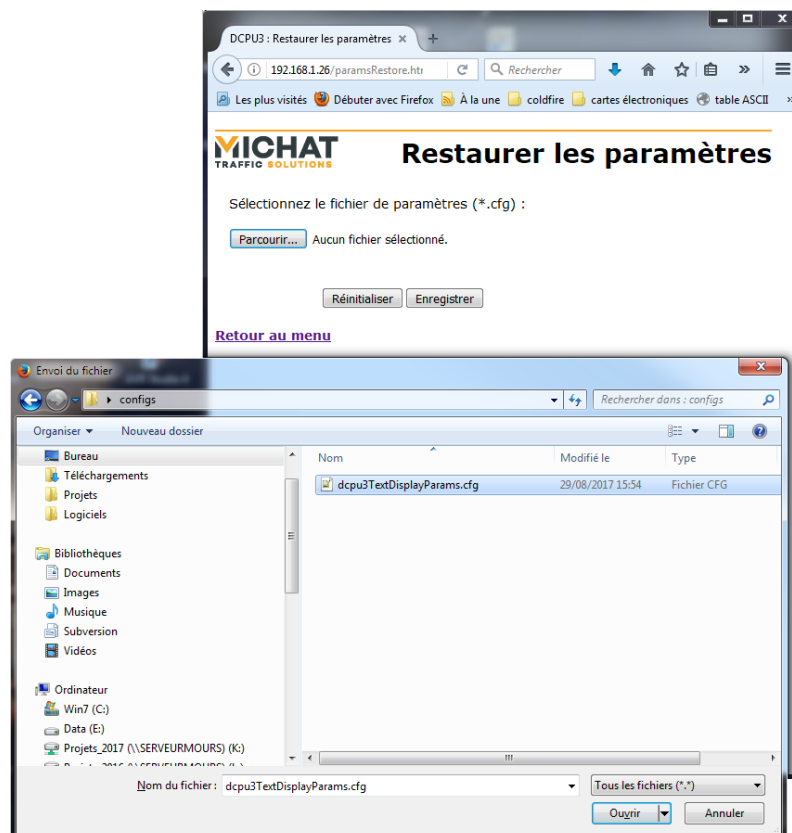 DCPU3 : Restaurer les paramètres
192.168.1.26/paramsRestore.htı
Rechercher
Les plus visités Débuter avec Firefox À la une coldfire cartes électroniques table ASCII
MICHAT
TRAFFIC SOLUTIONS
Restaurer les paramètres
Sélectionnez le fichier de paramètres (*.cfg) :
Parcourir... Aucun fichier sélectionné.
Réinitialiser Enregistrer
Retour au menu
Envoi du fichier
configs
Rechercher dans : configs
Organiser Nouveau dossier
Bureau
Téléchargements
Projets
Logiciels
Bibliothèques
Documents
Images
Musique
Subversion
Vidéos
Ordinateur
Win7 (C:)
Data (E:)
Projets_2017 (\\SERVEURMOURS) (K:)
Nom Modifié le Type
dcpu3TextDisplayParams.cfg 29/08/2017 15:54 Fichier CFG
Nom du fichier : dcpu3TextDisplayParams.cfg Tous les fichiers (*.*)
Ouvrir Annuler